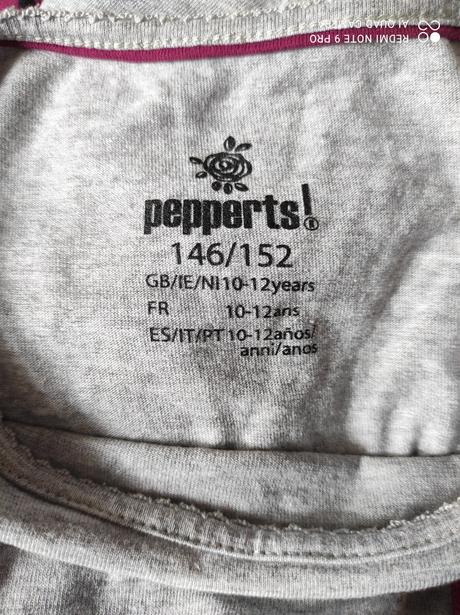 REDMI NOTE 9 PRO
AI QUAD CAMERA
pepperts!®
146/152
GB/IE/NI 10-12years
FR 10-12ans
ES/IT/PT 10-12años/
anni/anos